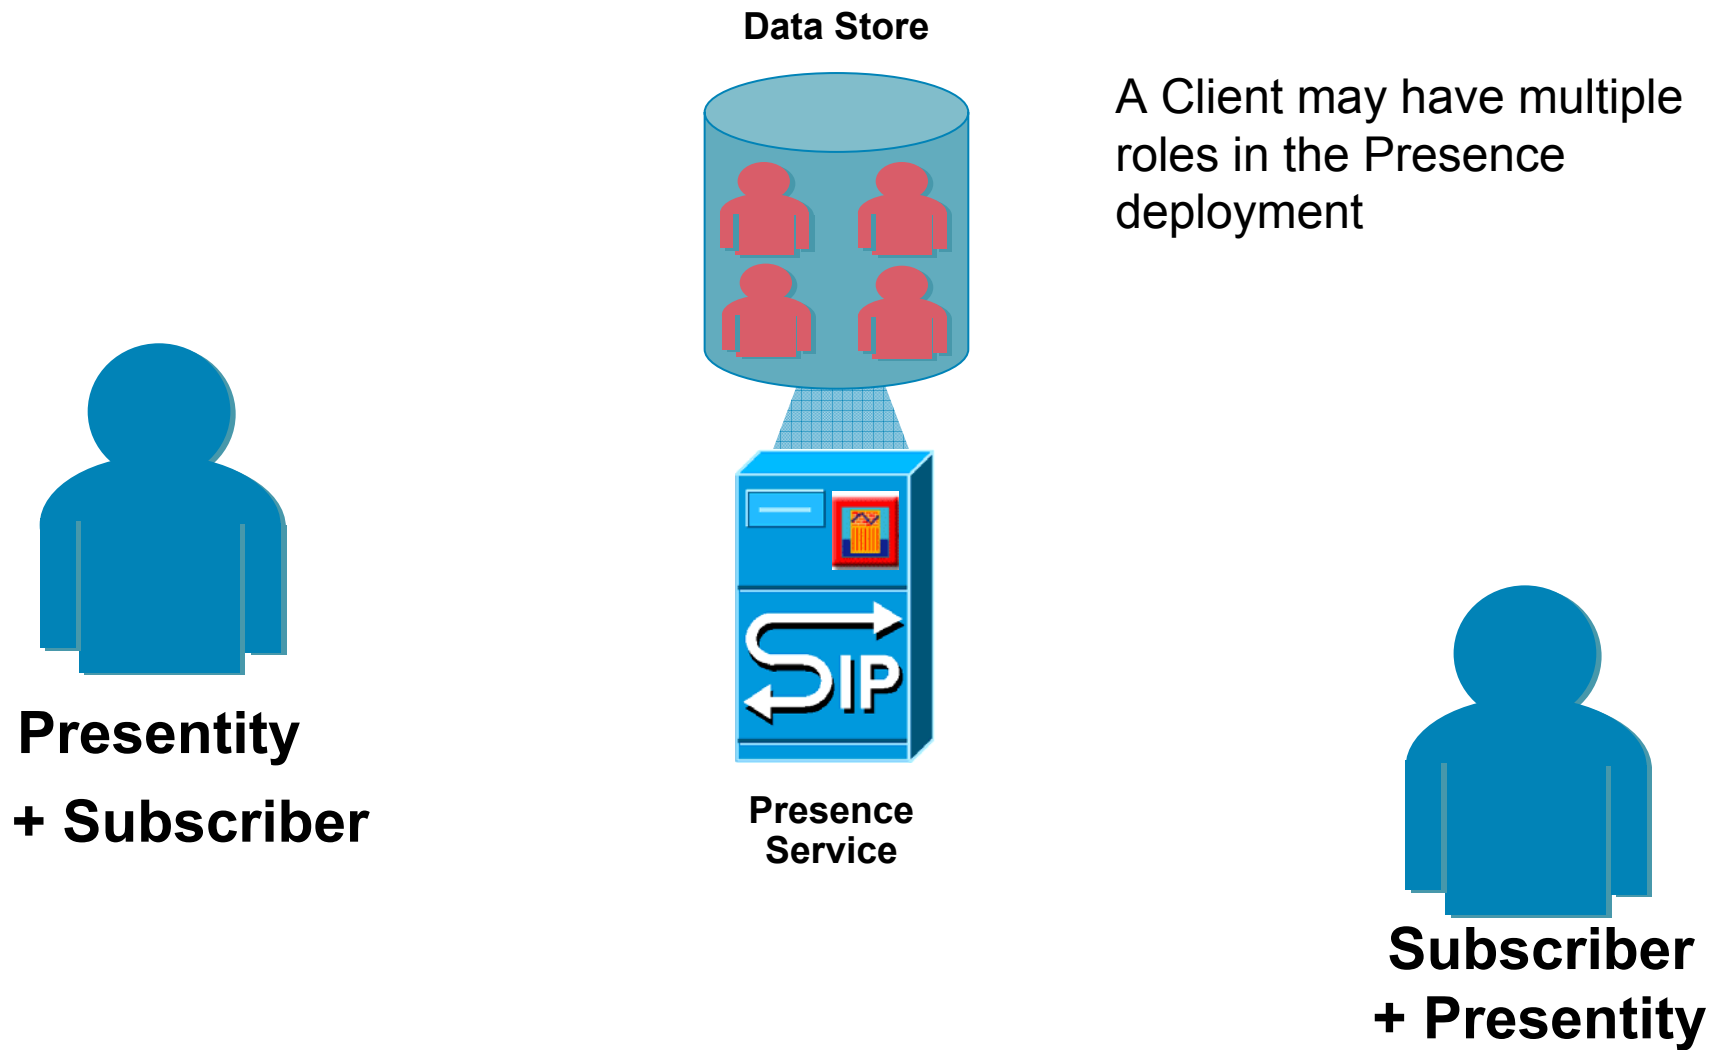 Data Store
A Client may have multiple
roles in the Presence
deployment
SIP
Presentity
+ Subscriber
Presence
Service
Subscriber
+ Presentity